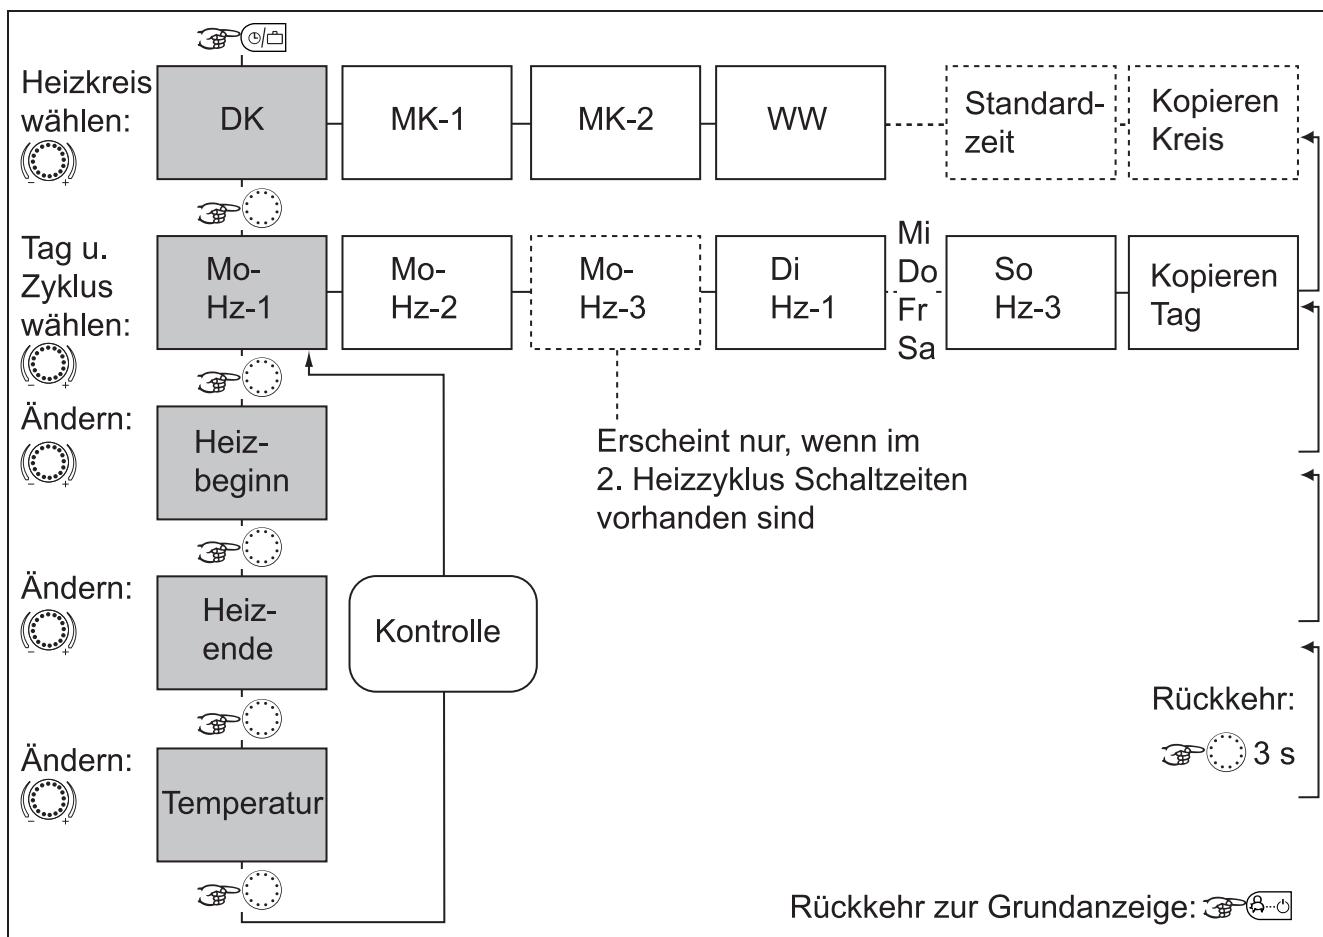 Heizkreis
wählen:
- +
DK
MK-1
MK-2
WW
Standard-
zeit
Kopieren
Kreis
Tag u.
Zyklus
wählen:
- +
Mo-
Hz-1
Mo-
Hz-2
Mo-
Hz-3
Di
Hz-1
Mi
Do
Fr
Sa
So
Hz-3
Kopieren
Tag
Ändern:
- +
Heiz-
beginn
Erscheint nur, wenn im
2. Heizzyklus Schaltzeiten
vorhanden sind
Ändern:
- +
Heiz-
ende
Kontrolle
Rückkehr:
3 s
Ändern:
- +
Temperatur
Rückkehr zur Grundanzeige: